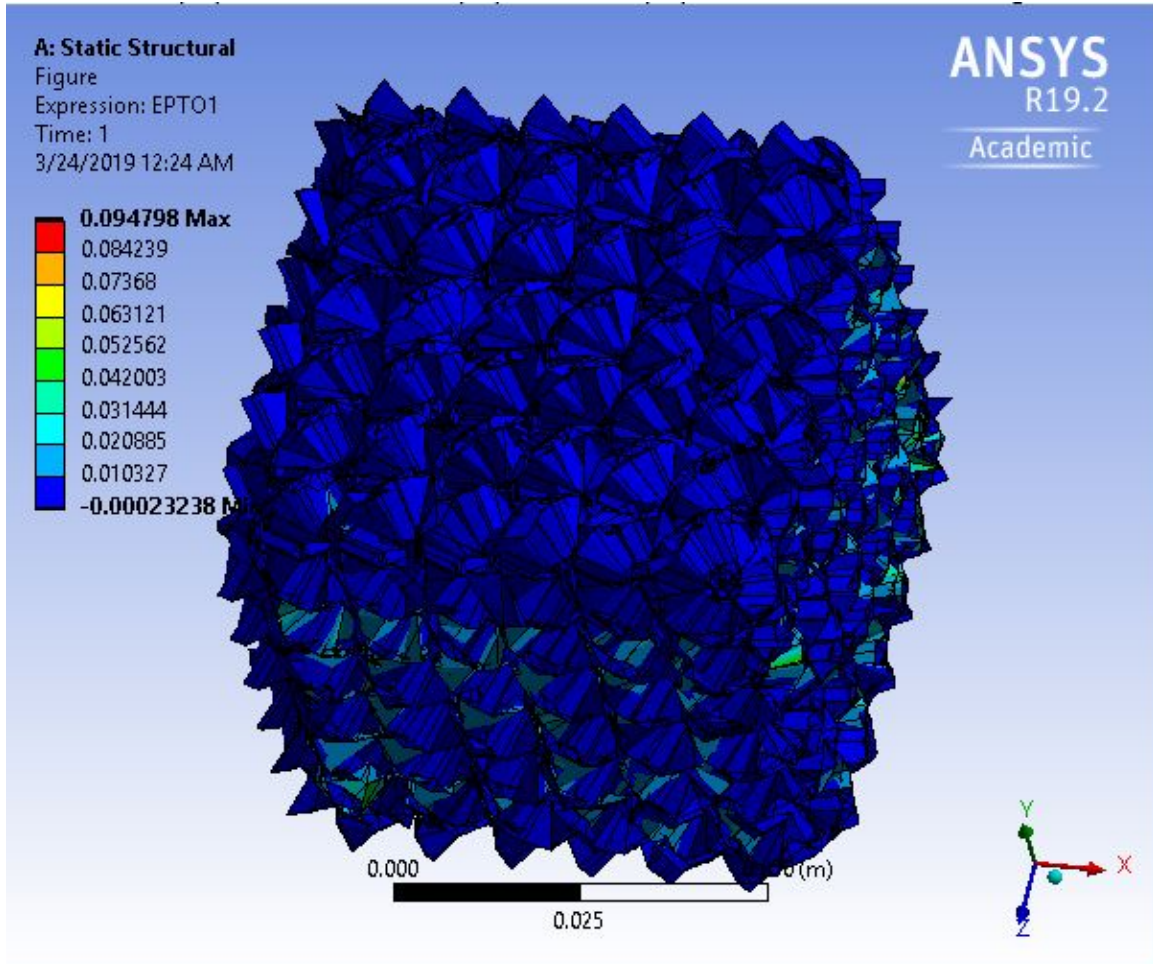 A: Static Structural
Figure
Expression: EPTO1
Time: 1
3/24/2019 12:24 AM
ANSYS
R19.2
Academic
0.094798 Max
0.084239
0.07368
0.063121
0.052562
0.042003
0.031444
0.020885
0.010327
-0.00023238
0.000
(m)
0.025
Y
X
Z